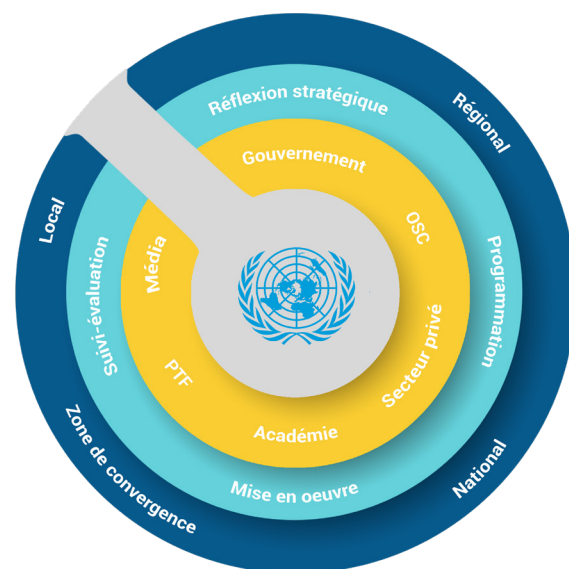 Régional
National
Zone de convergence
Local
Réflexion stratégique
Programmation
Mise en oeuvre
Suivi-évaluation
Gouvernement
OSC
Secteur privé
Académie
PTF
Média